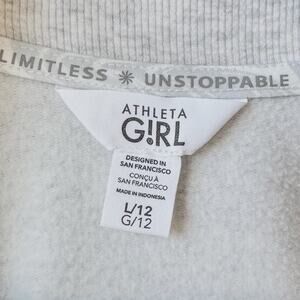 LIMITLESS ✳ UNSTOPPABLE
ATHLETA
G!RL
DESIGNED IN
SAN FRANCISCO
CONÇU À
SAN FRANCISCO
MADE IN INDONESIA
L/12
G/12